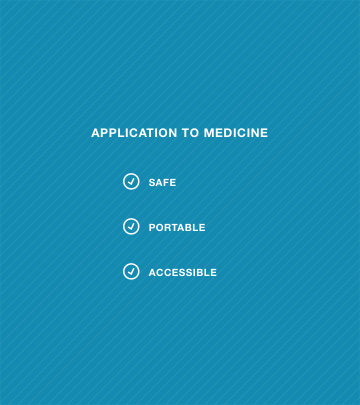 APPLICATION TO MEDICINE
SAFE
PORTABLE
ACCESSIBLE